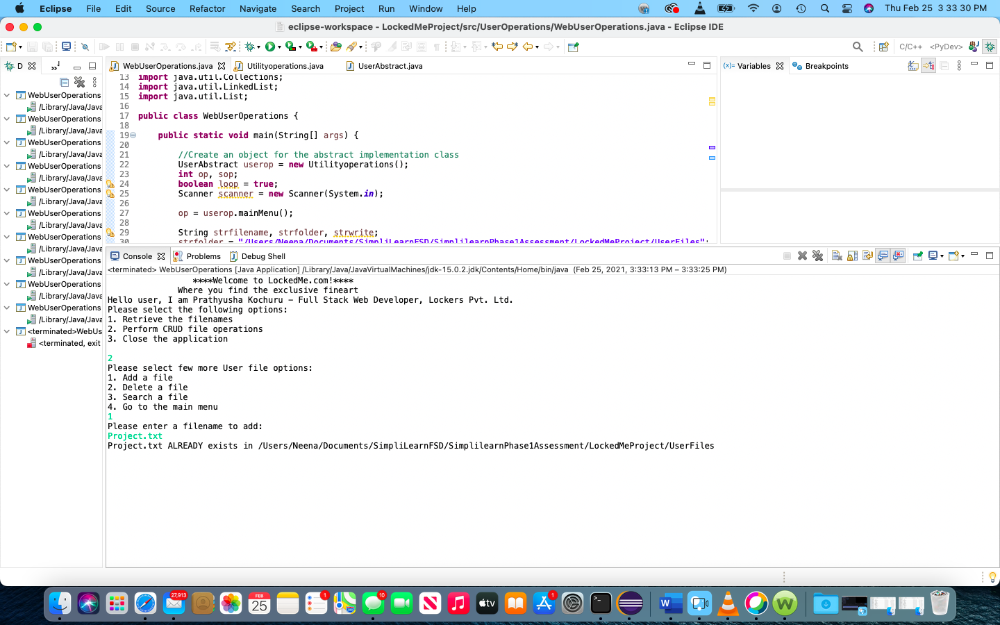 Eclipse File Edit Source Refactor Navigate Search Project Run Window Help Thu Feb 25 3 33 30 PM
eclipse-workspace - LockedMeProject/src/UserOperations/WebUserOperations.java - Eclipse IDE
C/C++ <PyDev>
D
WebUserOperations.java Utilityoperations.java UserAbstract.java
(x)= Variables Breakpoints
WebUserOperations
/Library/Java/Java
WebUserOperations
/Library/Java/Java
WebUserOperations
/Library/Java/Java
WebUserOperations
/Library/Java/Java
WebUserOperations
/Library/Java/Java
WebUserOperations
/Library/Java/Java
WebUserOperations
/Library/Java/Java
WebUserOperations
/Library/Java/Java
WebUserOperations
/Library/Java/Java
WebUserOperations
/Library/Java/Java
<terminated>WebUs
<terminated, exit
13 import java.util.Collections;
14 import java.util.LinkedList;
15 import java.util.List;
16
17 public class WebUserOperations {
18
19 public static void main(String[] args) {
20
21 //Create an object for the abstract implementation class
22 UserAbstract userop = new Utilityoperations();
23 int op, sop;
24 boolean loop = true;
25 Scanner scanner = new Scanner(System.in);
26
27 op = userop.mainMenu();
28
29 String strfilename, strfolder, strwrite;
30 strfolder = "/Users/Neena/Documents/SimpliLearnFSD/SimplilearnPhase1Assessment/LockedMeProject/UserFiles";
Console Problems Debug Shell
<terminated> WebUserOperations [Java Application] /Library/Java/JavaVirtualMachines/jdk-15.0.2.jdk/Contents/Home/bin/java (Feb 25, 2021, 3:33:13 PM – 3:33:25 PM)
****Welcome to LockedMe.com!****
Where you find the exclusive fineart
Hello user, I am Prathyusha Kochuru - Full Stack Web Developer, Lockers Pvt. Ltd.
Please select the following options:
1. Retrieve the filenames
2. Perform CRUD file operations
3. Close the application
2
Please select few more User file options:
1. Add a file
2. Delete a file
3. Search a file
4. Go to the main menu
1
Please enter a filename to add:
Project.txt
Project.txt ALREADY exists in /Users/Neena/Documents/SimpliLearnFSD/SimplilearnPhase1Assessment/LockedMeProject/UserFiles
27,913 FEB 25 1 10 tv 1 W W